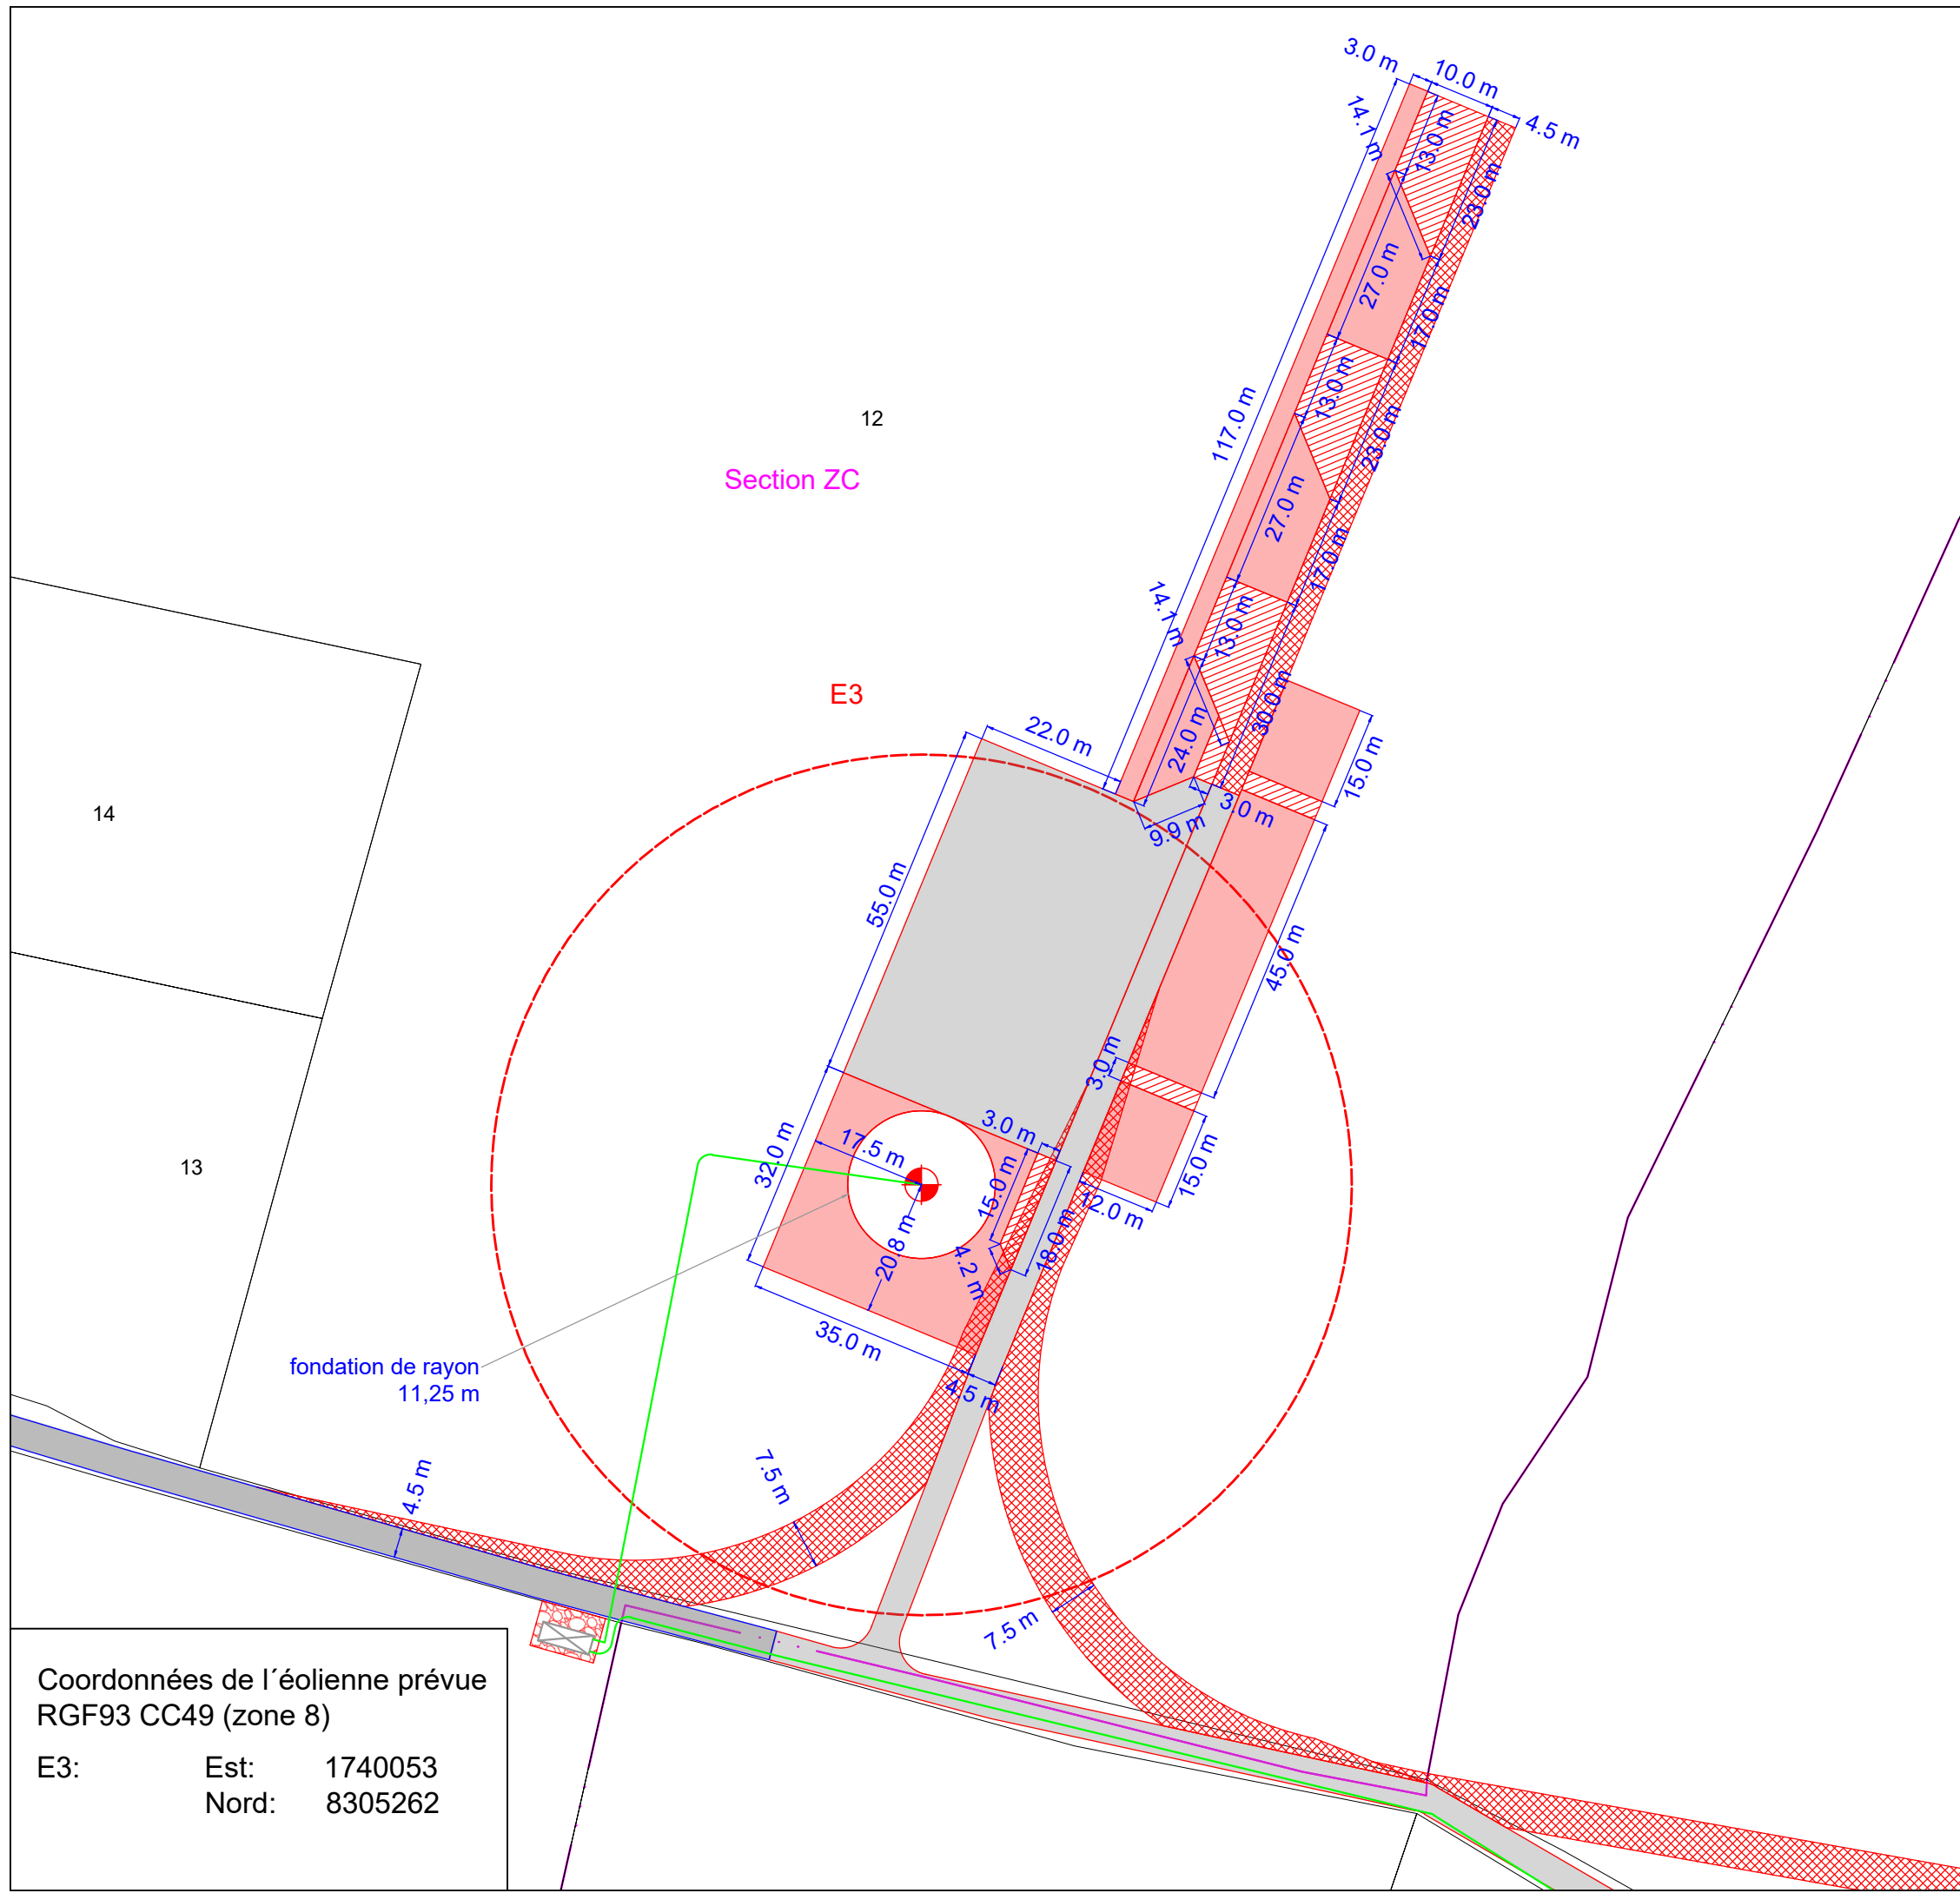 3.0 m
10.0 m
4.5 m
14.1 m
13.0 m
23.0 m
27.0 m
17.0 m
117.0 m
13.0 m
23.0 m
12
Section ZC
27.0 m
17.0 m
14.1 m
13.0 m
E3
30.0 m
22.0 m
24.0 m
15.0 m
3.0 m
9.9 m
14
55.0 m
45.0 m
3.0 m
3.0 m
17.5 m
32.0 m
13
15.0 m
15.0 m
12.0 m
20.8 m
4.2 m
18.0 m
35.0 m
4.5 m
fondation de rayon
11,25 m
4.5 m
7.5 m
7.5 m
Coordonnées de l´éolienne prévue
RGF93 CC49 (zone 8)
E3: Est: 1740053
Nord: 8305262